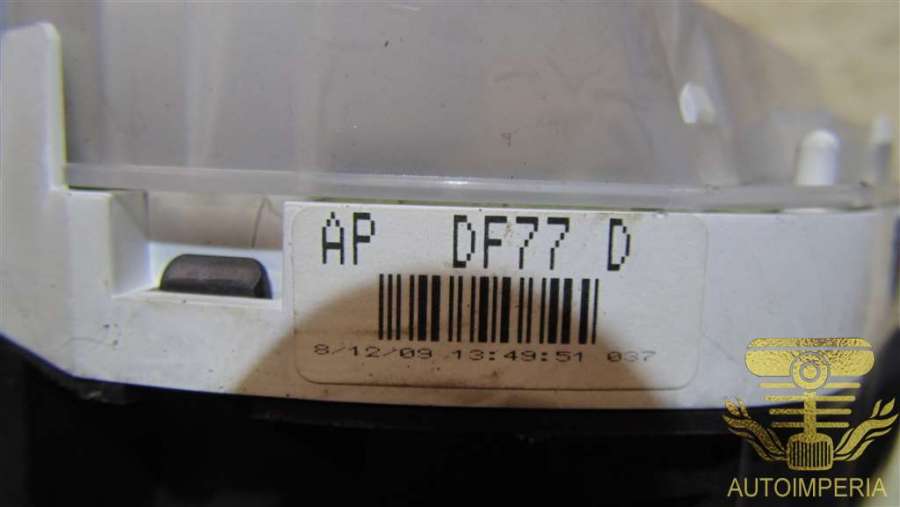 AP DF77 D
8/12/09 13:49:51 037
AUTOIMPERIA